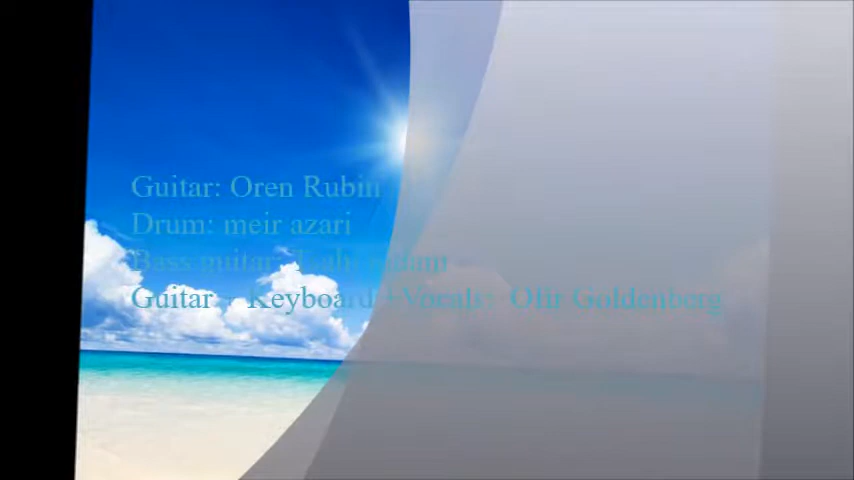 Guitar: Oren Rubin
Drum: meir azari
Bass guitar:
Guitar + Keyboard +Vocals: Ofir Goldenberg